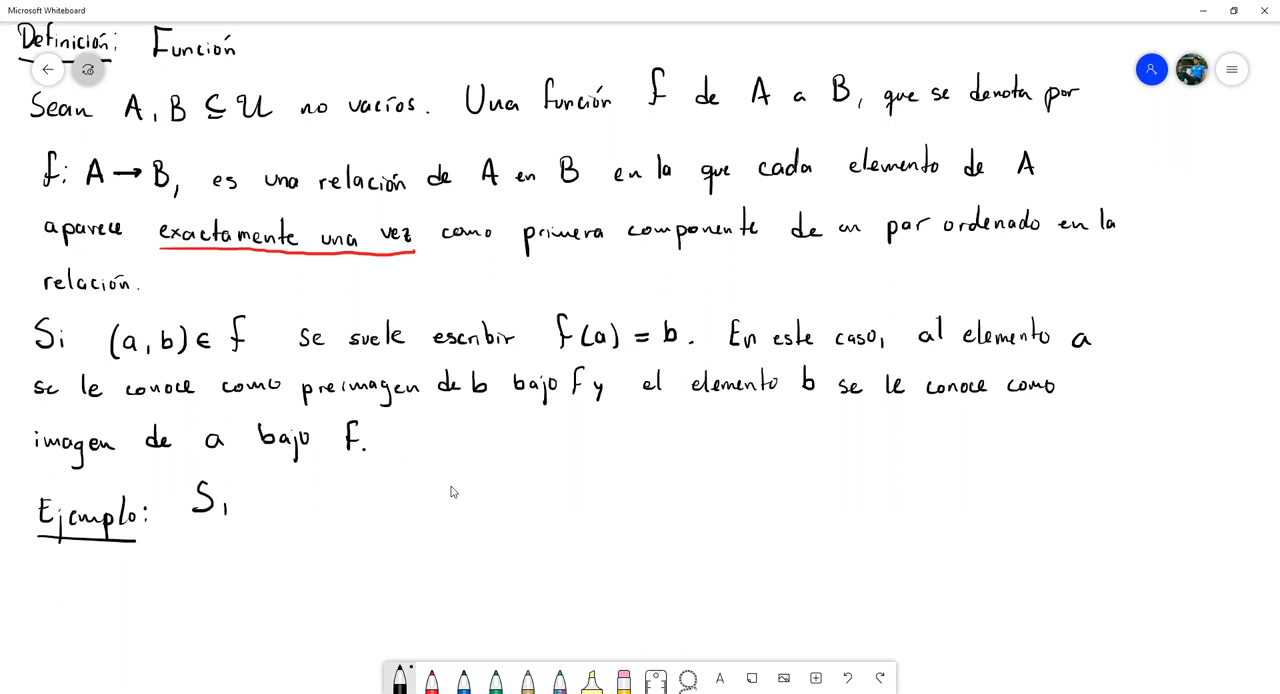 Microsoft Whiteboard
Definición: Función
Sean A, B ⊆ U no vacíos. Una función f de A a B, que se denota por
f: A → B, es una relación de A en B en la que cada elemento de A
aparece exactamente una vez como primera componente de un par ordenado en la
relación.
Si (a, b) ∈ f se suele escribir f(a) = b. En este caso, al elemento a
se le conoce como preimagen de b bajo f y el elemento b se le conoce como
imagen de a bajo f.
Ejemplo: Si
A